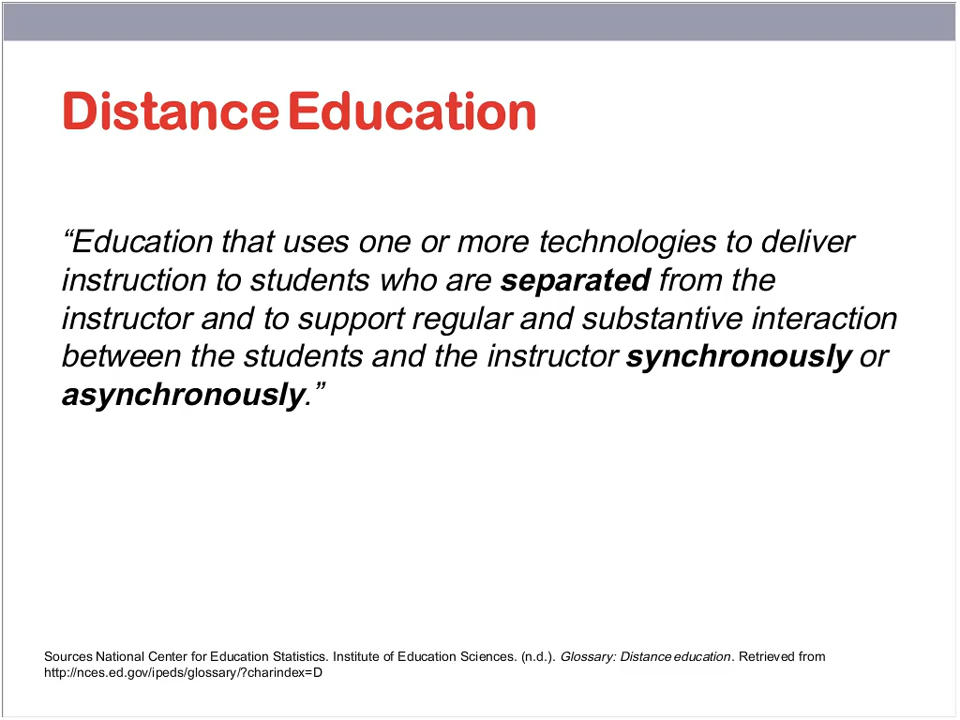 Distance Education
“Education that uses one or more technologies to deliver
instruction to students who are separated from the
instructor and to support regular and substantive interaction
between the students and the instructor synchronously or
asynchronously.”
Sources National Center for Education Statistics. Institute of Education Sciences. (n.d.). Glossary: Distance education. Retrieved from
http://nces.ed.gov/ipeds/glossary/?charindex=D